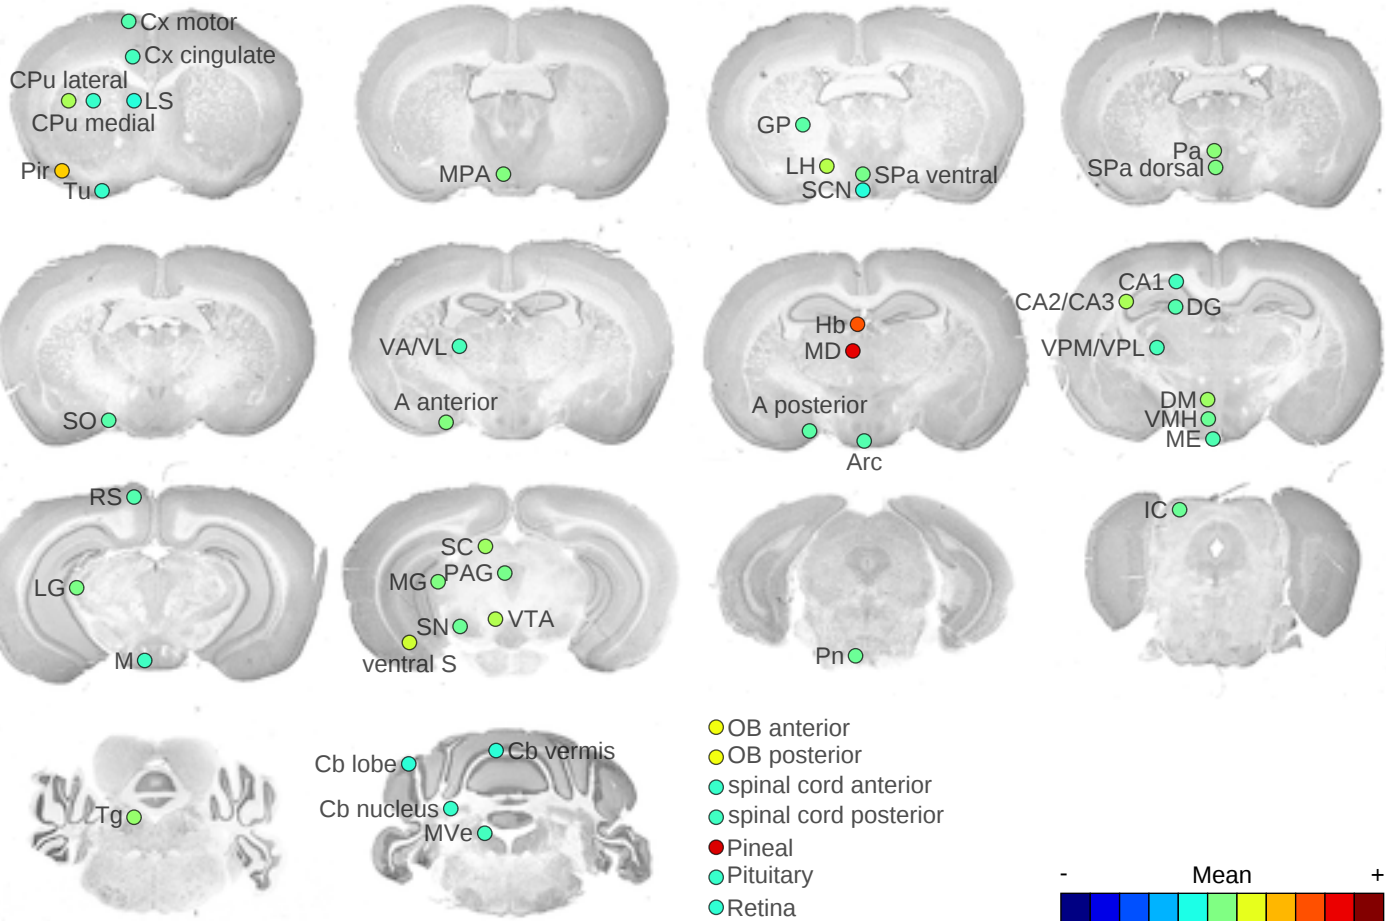 Cx motor
Cx cingulate
CPu lateral
LS
CPu medial
Pir
Tu
MPA
GP
LH
SPa ventral
SCN
Pa
SPa dorsal
SO
VA/VL
A anterior
Hb
MD
A posterior
Arc
CA1
CA2/CA3
DG
VPM/VPL
DM
VMH
ME
RS
LG
M
SC
MG
PAG
SN
VTA
ventral S
Pn
IC
Tg
Cb lobe
Cb vermis
Cb nucleus
MVe
OB anterior
OB posterior
spinal cord anterior
spinal cord posterior
Pineal
Pituitary
Retina
- Mean +